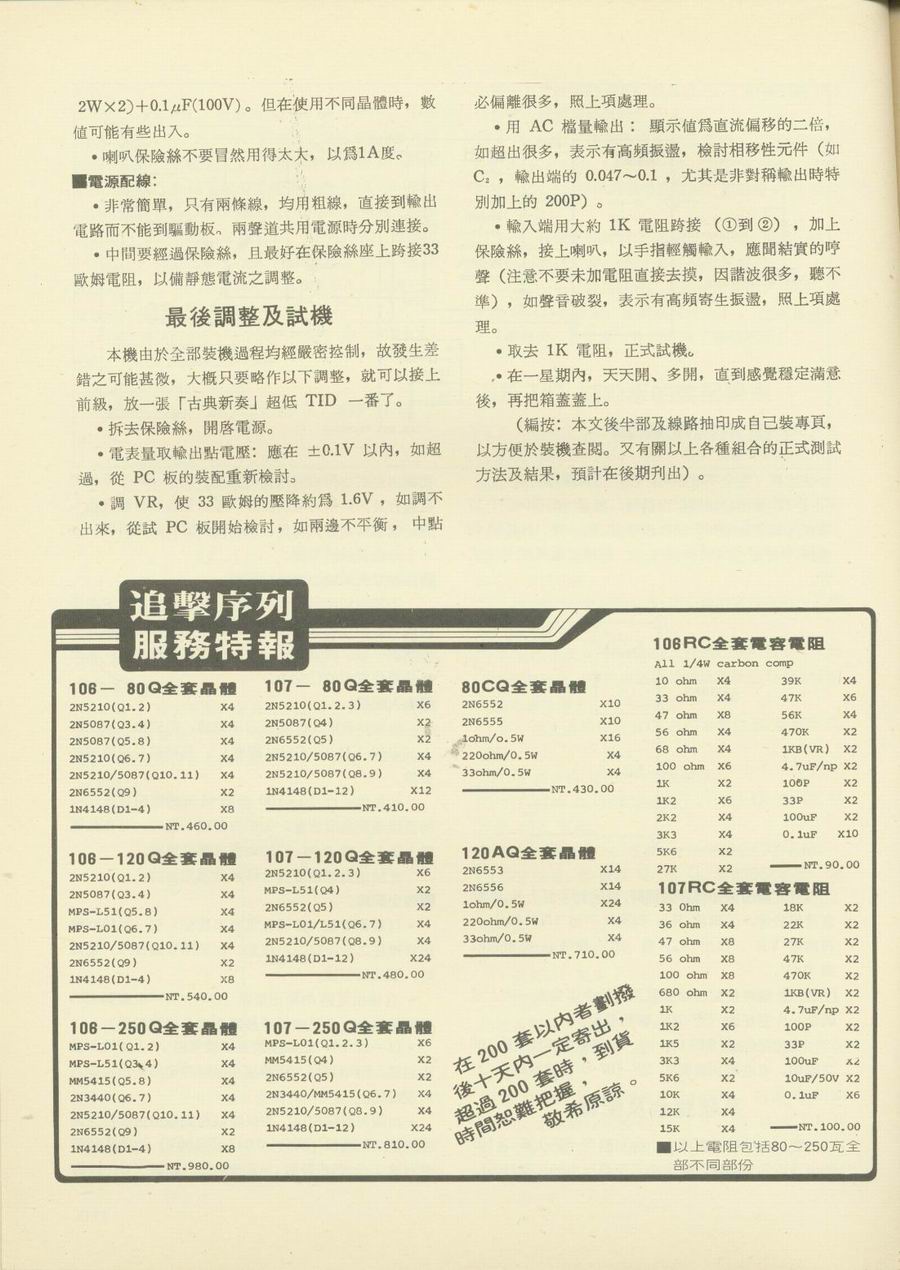 2W×2)+0.1μF(100V)。但在使用不同晶體時，數
值可能有些出入。
•喇叭保險絲不要冒然用得太大，以爲1A度。
■電源配線：
•非常簡單，只有兩條線，均用粗線，直接到輸出
電路而不能到驅動板。兩聲道共用電源時分別連接。
•中間要經過保險絲，且最好在保險絲座上跨接33
歐姆電阻，以備靜態電流之調整。
最後調整及試機
本機由於全部裝機過程均經嚴密控制，故發生差
錯之可能甚微，大概只要略作以下調整，就可以接上
前級，放一張「古典新奏」超低 TID 一番了。
•拆去保險絲，開啓電源。
•電表量取輸出點電壓：應在 ±0.1V 以內，如超
過，從 PC 板的裝配重新檢討。
•調 VR，使 33 歐姆的壓降約爲 1.6V，如調不
出來，從試 PC 板開始檢討，如兩邊不平衡，中點
必偏離很多，照上項處理。
•用 AC 檔量輸出：顯示值爲直流偏移的二倍，
如超出很多，表示有高頻振盪，檢討相移性元件（如
C₂，輸出端的 0.047～0.1，尤其是非對稱輸出時特
別加上的 200P）。
•輸入端用大約 1K 電阻跨接（①到②），加上
保險絲，接上喇叭，以手指輕觸輸入，應聞結實的哼
聲（注意不要未加電阻直接去摸，因諧波很多，聽不
準），如聲音破裂，表示有高頻寄生振盪，照上項處
理。
•取去 1K 電阻，正式試機。
•在一星期內，天天開、多開，直到感覺穩定滿意
後，再把箱蓋蓋上。
（編按：本文後半部及線路抽印成自己裝專頁，
以方便於裝機查閱。又有關以上各種組合的正式測試
方法及結果，預計在後期刋出）。
追擊序列
服務特報
106－ 80Q全套晶體
2N5210(Q1.2) X4
2N5087(Q3.4) X4
2N5087(Q5.8) X4
2N5210(Q6.7) X4
2N5210/5087(Q10.11) X4
2N6552(Q9) X2
1N4148(D1-4) X8
NT.460.00
106－120Q全套晶體
2N5210(Q1.2) X4
2N5087(Q3.4) X4
MPS-L51(Q5.8) X4
MPS-L01(Q6.7) X4
2N5210/5087(Q10.11) X4
2N6552(Q9) X2
1N4148(D1-4) X8
NT.540.00
106－250Q全套晶體
MPS-L01(Q1.2) X4
MPS-L51(Q3.4) X4
MM5415(Q5.8) X4
2N3440(Q6.7) X4
2N5210/5087(Q10.11) X4
2N6552(Q9) X2
1N4148(D1-4) X8
NT.980.00
107－ 80Q全套晶體
2N5210(Q1.2.3) X6
2N5087(Q4) X2
2N6552(Q5) X2
2N5210/5087(Q6.7) X4
2N5210/5087(Q8.9) X4
1N4148(D1-12) X12
NT.410.00
107－120Q全套晶體
2N5210(Q1.2.3) X6
MPS-L51(Q4) X2
2N6552(Q5) X2
MPS-L01/L51(Q6.7) X4
2N5210/5087(Q8.9) X4
1N4148(D1-12) X24
NT.480.00
107－250Q全套晶體
MPS-L01(Q1.2.3) X6
MM5415(Q4) X2
2N6552(Q5) X2
2N3440/MM5415(Q6.7) X4
2N5210/5087(Q8.9) X4
1N4148(D1-12) X24
NT.810.00
80CQ全套晶體
2N6552 X10
2N6555 X10
1ohm/o.5W X16
220ohm/0.5W X4
33ohm/0.5W X4
NT.430.00
120AQ全套晶體
2N6553 X14
2N6556 X14
1ohm/0.5W X24
220ohm/0.5W X4
33ohm/0.5W X4
NT.710.00
在 200 套以內者劃撥
後十天內一定寄出，
超過 200 套時，到貨
時間恕難把握，
敬希原諒。
106RC全套電容電阻
All 1/4W carbon comp
10 ohm X4 39K X4
33 ohm X4 47K X6
47 ohm X8 56K X4
56 ohm X4 470K X2
68 ohm X4 1KB(VR) X2
100 ohm X6 4.7uF/np X2
1K X2 100P X2
1K2 X6 33P X2
2K2 X4 100uF X2
3K3 X4 0.1uF X10
5K6 X2
27K X2 NT.90.00
107RC全套電容電阻
33 Ohm X4 18K X2
36 ohm X4 22K X2
47 ohm X8 27K X2
56 ohm X8 47K X2
100 ohm X8 470K X2
680 ohm X2 1KB(VR) X2
1K X2 4.7uF/np X2
1K2 X6 100P X2
1K5 X2 33P X2
3K3 X4 100uF X2
5K6 X2 10uF/50V X2
10K X4 0.1uF X6
12K X4
15K X4 NT.100.00
■以上電阻包括80～250瓦全
部不同部份